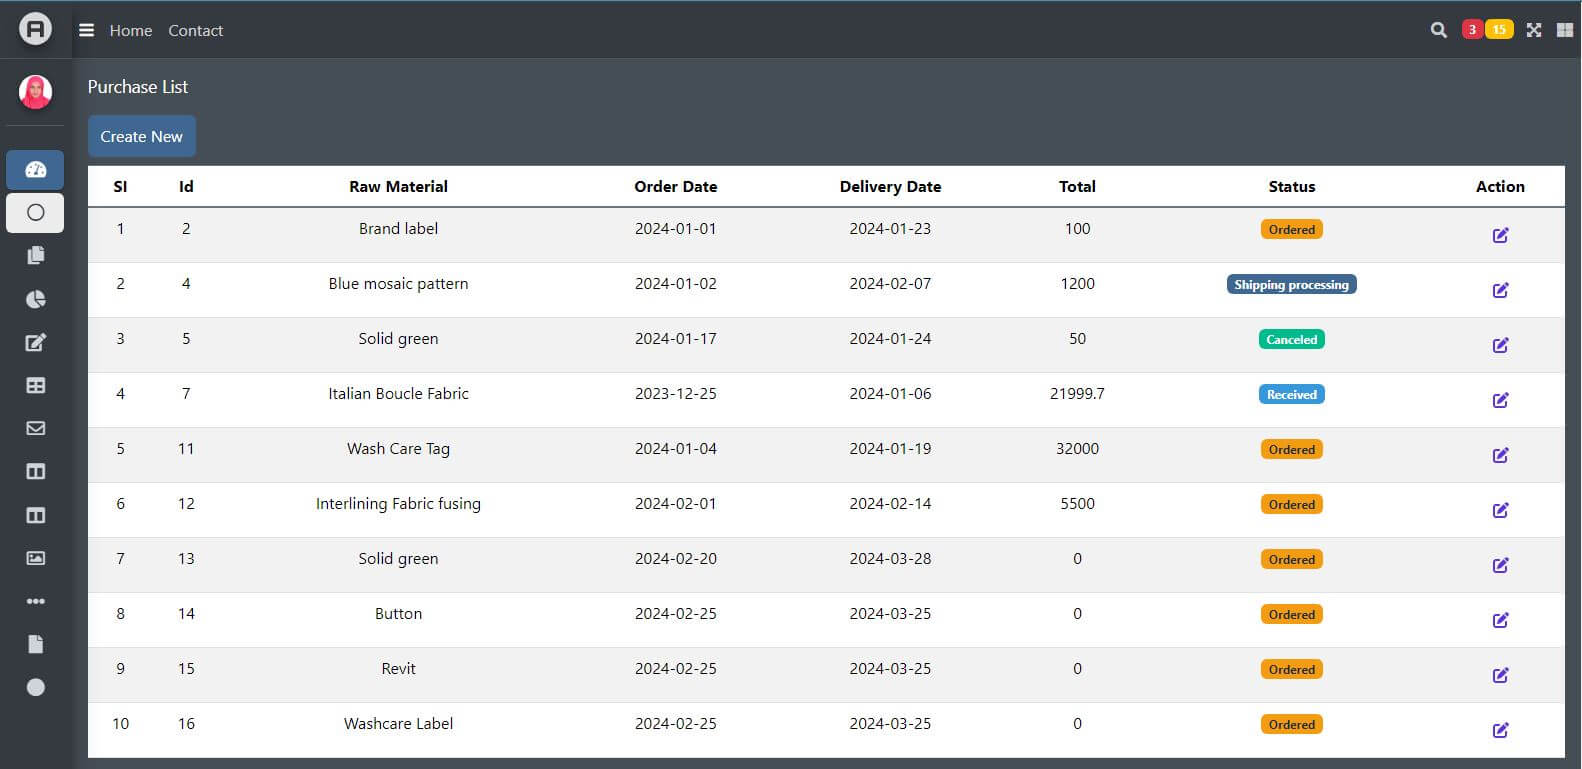 A Home Contact 3 15
Purchase List
Create New
SI Id Raw Material Order Date Delivery Date Total Status Action
1 2 Brand label 2024-01-01 2024-01-23 100 Ordered
2 4 Blue mosaic pattern 2024-01-02 2024-02-07 1200 Shipping processing
3 5 Solid green 2024-01-17 2024-01-24 50 Canceled
4 7 Italian Boucle Fabric 2023-12-25 2024-01-06 21999.7 Received
5 11 Wash Care Tag 2024-01-04 2024-01-19 32000 Ordered
6 12 Interlining Fabric fusing 2024-02-01 2024-02-14 5500 Ordered
7 13 Solid green 2024-02-20 2024-03-28 0 Ordered
8 14 Button 2024-02-25 2024-03-25 0 Ordered
9 15 Revit 2024-02-25 2024-03-25 0 Ordered
10 16 Washcare Label 2024-02-25 2024-03-25 0 Ordered